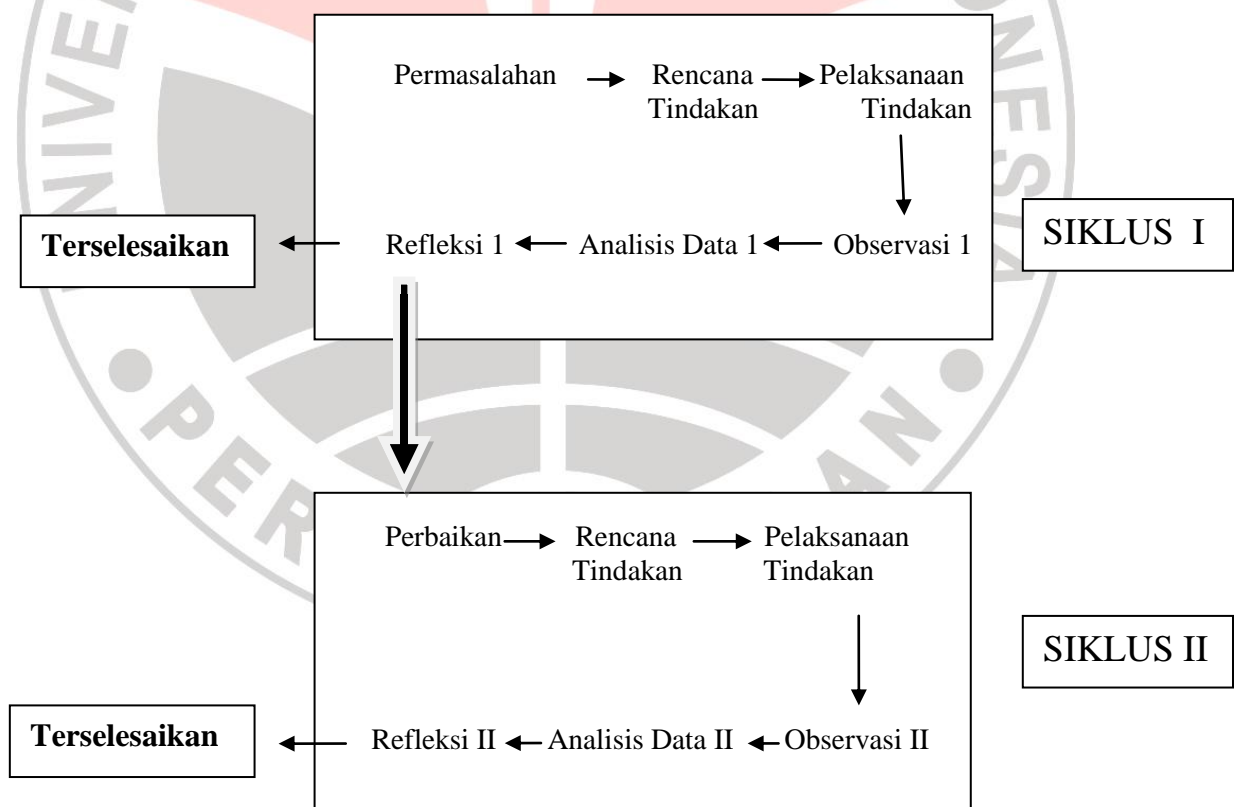 Permasalahan Rencana Pelaksanaan
Tindakan Tindakan
Terselesaikan Refleksi 1 Analisis Data 1 Observasi 1 SIKLUS I
Perbaikan Rencana Pelaksanaan
Tindakan Tindakan
SIKLUS II
Terselesaikan Refleksi II Analisis Data II Observasi II